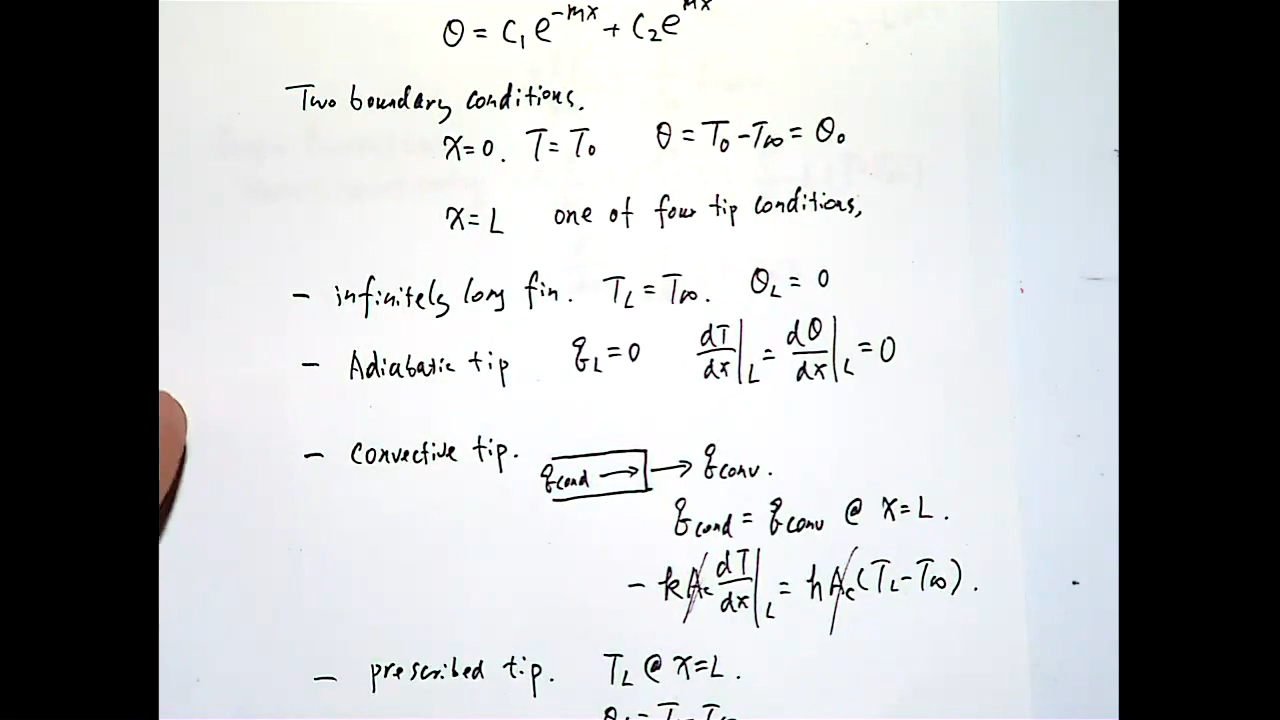 θ = C₁e^{-mx} + C₂e^{mx}
Two boundary conditions.
x=0. T = T₀ θ = T₀ - T∞ = θ₀
x = L one of four tip conditions,
- infinitely long fin. T_L = T∞. θ_L = 0
- Adiabatic tip q_L = 0 dT/dx|_L = dθ/dx|_L = 0
- convective tip. q_cond → → q_conv.
q_cond = q_conv @ x=L.
- kA_c dT/dx|_L = hA_c(T_L - T∞).
- prescribed tip. T_L @ x=L.
θ_L = T_L - T∞